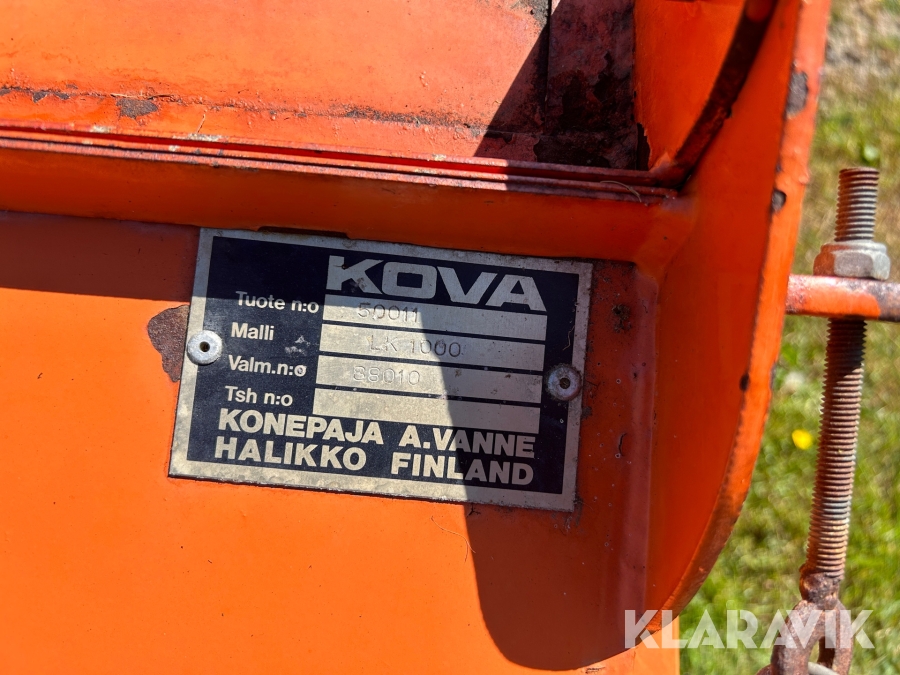 KOVA
Tuote n:o 50011
Malli LK 1000
Valm.n:o 88010
Tsh n:o
KONEPAJA A.VANNE
HALIKKO FINLAND
KLARAVIK